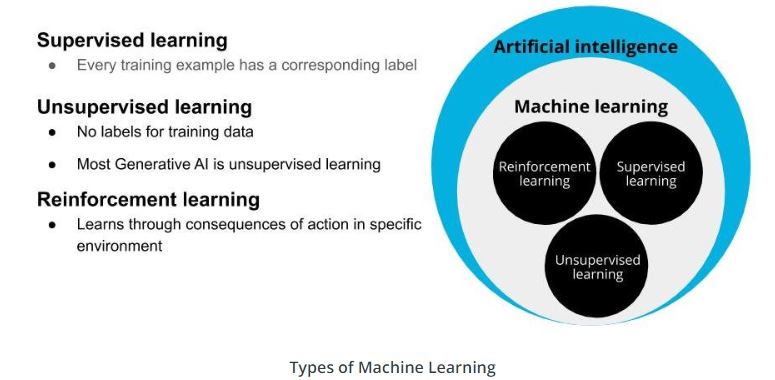 Supervised learning
● Every training example has a corresponding label
Unsupervised learning
● No labels for training data
● Most Generative AI is unsupervised learning
Reinforcement learning
● Learns through consequences of action in specific
environment
Artificial intelligence
Machine learning
Reinforcement
learning
Supervised
learning
Unsupervised
learning
Types of Machine Learning